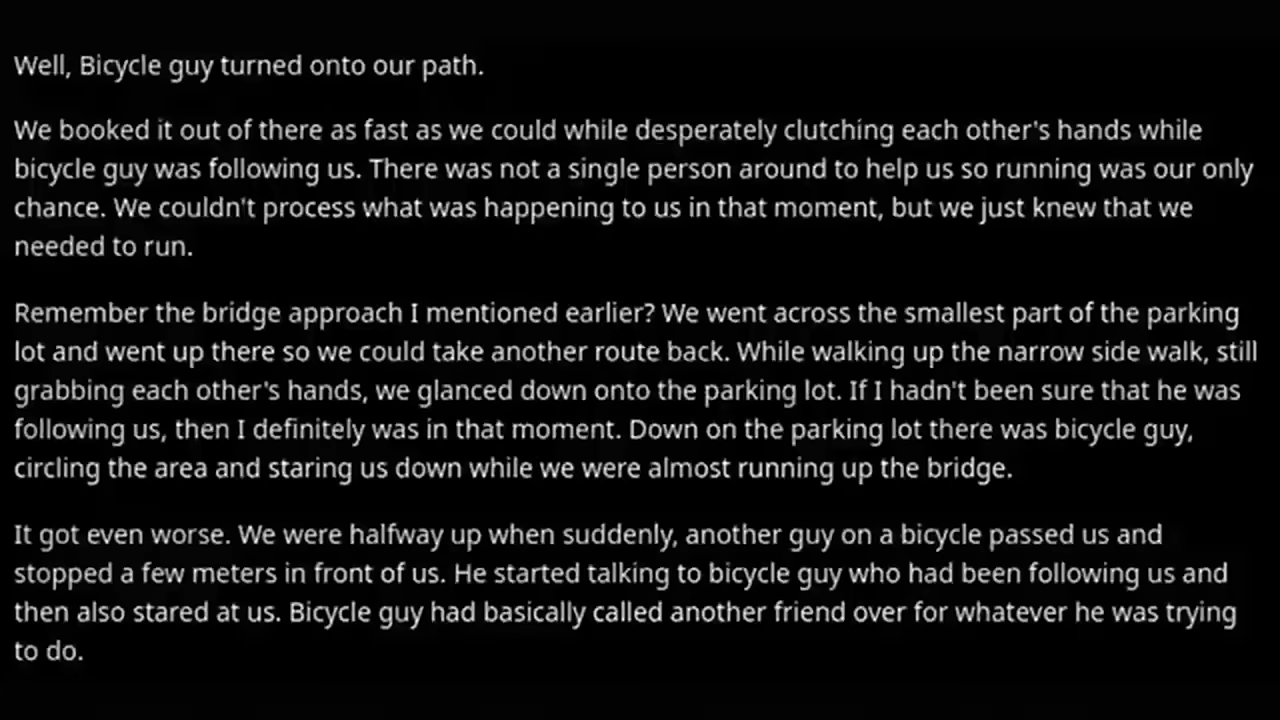 Well, Bicycle guy turned onto our path.
We booked it out of there as fast as we could while desperately clutching each other's hands while
bicycle guy was following us. There was not a single person around to help us so running was our only
chance. We couldn't process what was happening to us in that moment, but we just knew that we
needed to run.
Remember the bridge approach I mentioned earlier? We went across the smallest part of the parking
lot and went up there so we could take another route back. While walking up the narrow side walk, still
grabbing each other's hands, we glanced down onto the parking lot. If I hadn't been sure that he was
following us, then I definitely was in that moment. Down on the parking lot there was bicycle guy,
circling the area and staring us down while we were almost running up the bridge.
It got even worse. We were halfway up when suddenly, another guy on a bicycle passed us and
stopped a few meters in front of us. He started talking to bicycle guy who had been following us and
then also stared at us. Bicycle guy had basically called another friend over for whatever he was trying
to do.